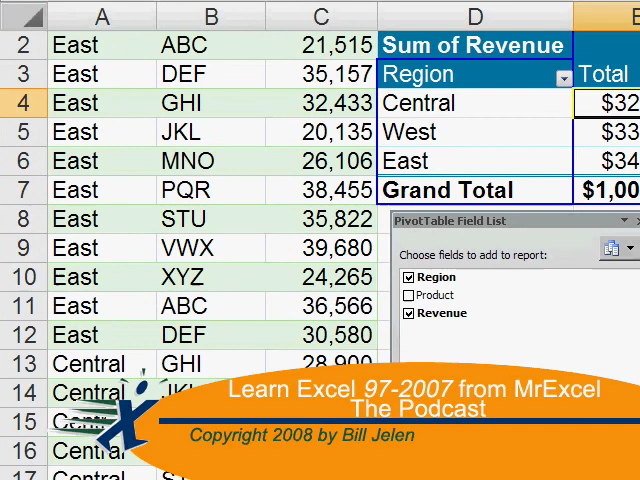 A B C D E
2 East ABC 21,515 Sum of Revenue
3 East DEF 35,157 Region Total
4 East GHI 32,433 Central $32
5 East JKL 20,135 West $33
6 East MNO 26,106 East $34
7 East PQR 38,455 Grand Total $1,00
8 East STU 35,822
PivotTable Field List
9 East VWX 39,680
Choose fields to add to report:
10 East XYZ 24,265
Region
Product
11 East ABC 36,566
Revenue
12 East DEF 30,580
13 Central GHI 28,900
14 Central JKL
Learn Excel 97-2007 from MrExcel
The Podcast
15 Central
Copyright 2008 by Bill Jelen
16 Central
17 Central